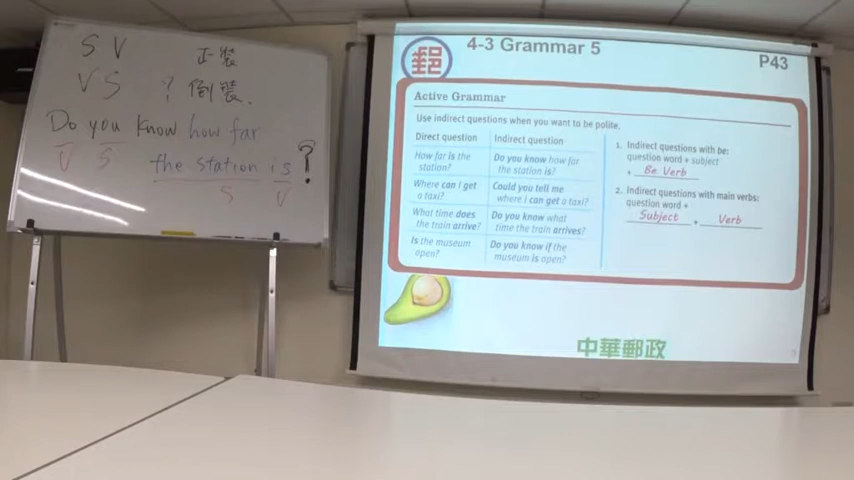 S V 正裝
V S ? 倒裝.
Do you know how far
V S
the station is?
S V
郵
4-3 Grammar 5
P43
Active Grammar
Use indirect questions when you want to be polite.
Direct question Indirect question
How far is the station?
Do you know how far the station is?
Where can I get a taxi?
Could you tell me where I can get a taxi?
What time does the train arrive?
Do you know what time the train arrives?
Is the museum open?
Do you know if the museum is open?
1. Indirect questions with be:
question word + subject
+ Be Verb
2. Indirect questions with main verbs:
question word +
Subject + Verb
中華郵政